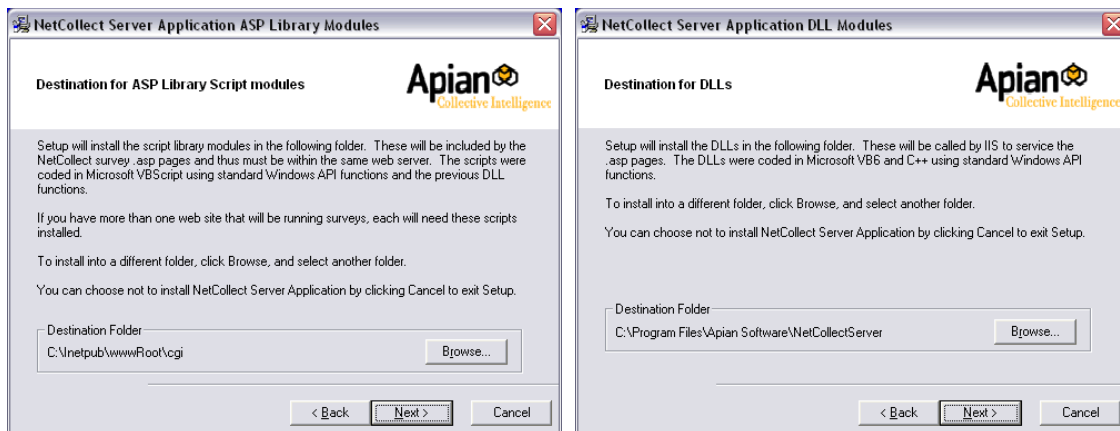 NetCollect Server Application ASP Library Modules
Destination for ASP Library Script modules
Apian
Collective Intelligence
Setup will install the script library modules in the following folder. These will be included by the
NetCollect survey .asp pages and thus must be within the same web server. The scripts were
coded in Microsoft VBScript using standard Windows API functions and the previous DLL
functions.
If you have more than one web site that will be running surveys, each will need these scripts
installed.
To install into a different folder, click Browse, and select another folder.
You can choose not to install NetCollect Server Application by clicking Cancel to exit Setup.
Destination Folder
C:\Inetpub\wwwRoot\cgi
Browse...
< Back
Next >
Cancel
NetCollect Server Application DLL Modules
Destination for DLLs
Apian
Collective Intelligence
Setup will install the DLLs in the following folder. These will be called by IIS to service the
.asp pages. The DLLs were coded in Microsoft VB6 and C++ using standard Windows API
functions.
To install into a different folder, click Browse, and select another folder.
You can choose not to install NetCollect Server Application by clicking Cancel to exit Setup.
Destination Folder
C:\Program Files\Apian Software\NetCollectServer
Browse...
< Back
Next >
Cancel